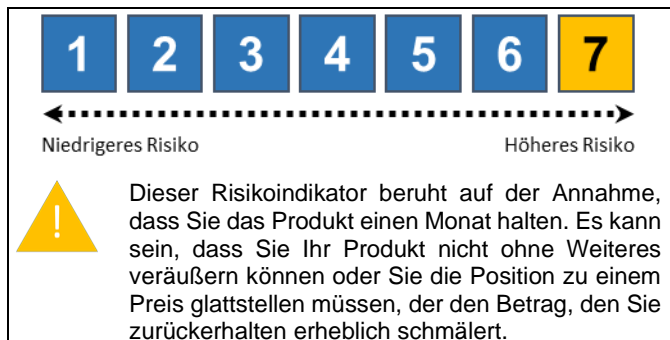 1 2 3 4 5 6 7
Niedrigeres Risiko Höheres Risiko
!
Dieser Risikoindikator beruht auf der Annahme,
dass Sie das Produkt einen Monat halten. Es kann
sein, dass Sie Ihr Produkt nicht ohne Weiteres
veräußern können oder Sie die Position zu einem
Preis glattstellen müssen, der den Betrag, den Sie
zurückerhalten erheblich schmälert.